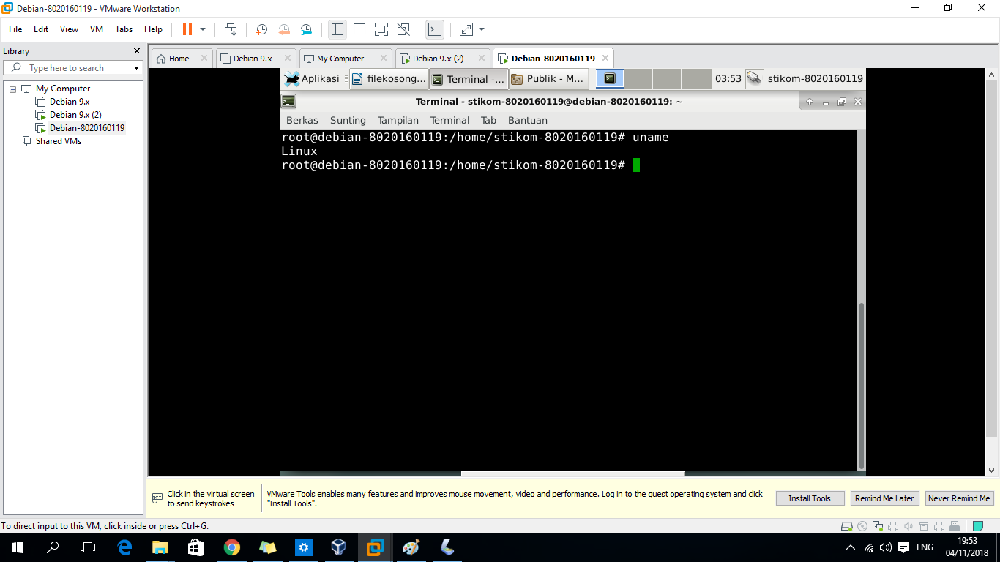 Debian-8020160119 - VMware Workstation
File Edit View VM Tabs Help
Library
Type here to search
My Computer
Debian 9.x
Debian 9.x (2)
Debian-8020160119
Shared VMs
Home Debian 9.x My Computer Debian 9.x (2) Debian-8020160119
Aplikasi filekosong... Terminal -... Publik - M... 03:53 stikom-8020160119
Terminal - stikom-8020160119@debian-8020160119: ~
Berkas Sunting Tampilan Terminal Tab Bantuan
root@debian-8020160119:/home/stikom-8020160119# uname
Linux
root@debian-8020160119:/home/stikom-8020160119#
Click in the virtual screen
to send keystrokes
VMware Tools enables many features and improves mouse movement, video and performance. Log in to the guest operating system and click
"Install Tools".
Install Tools Remind Me Later Never Remind Me
To direct input to this VM, click inside or press Ctrl+G.
ENG
19:53
04/11/2018